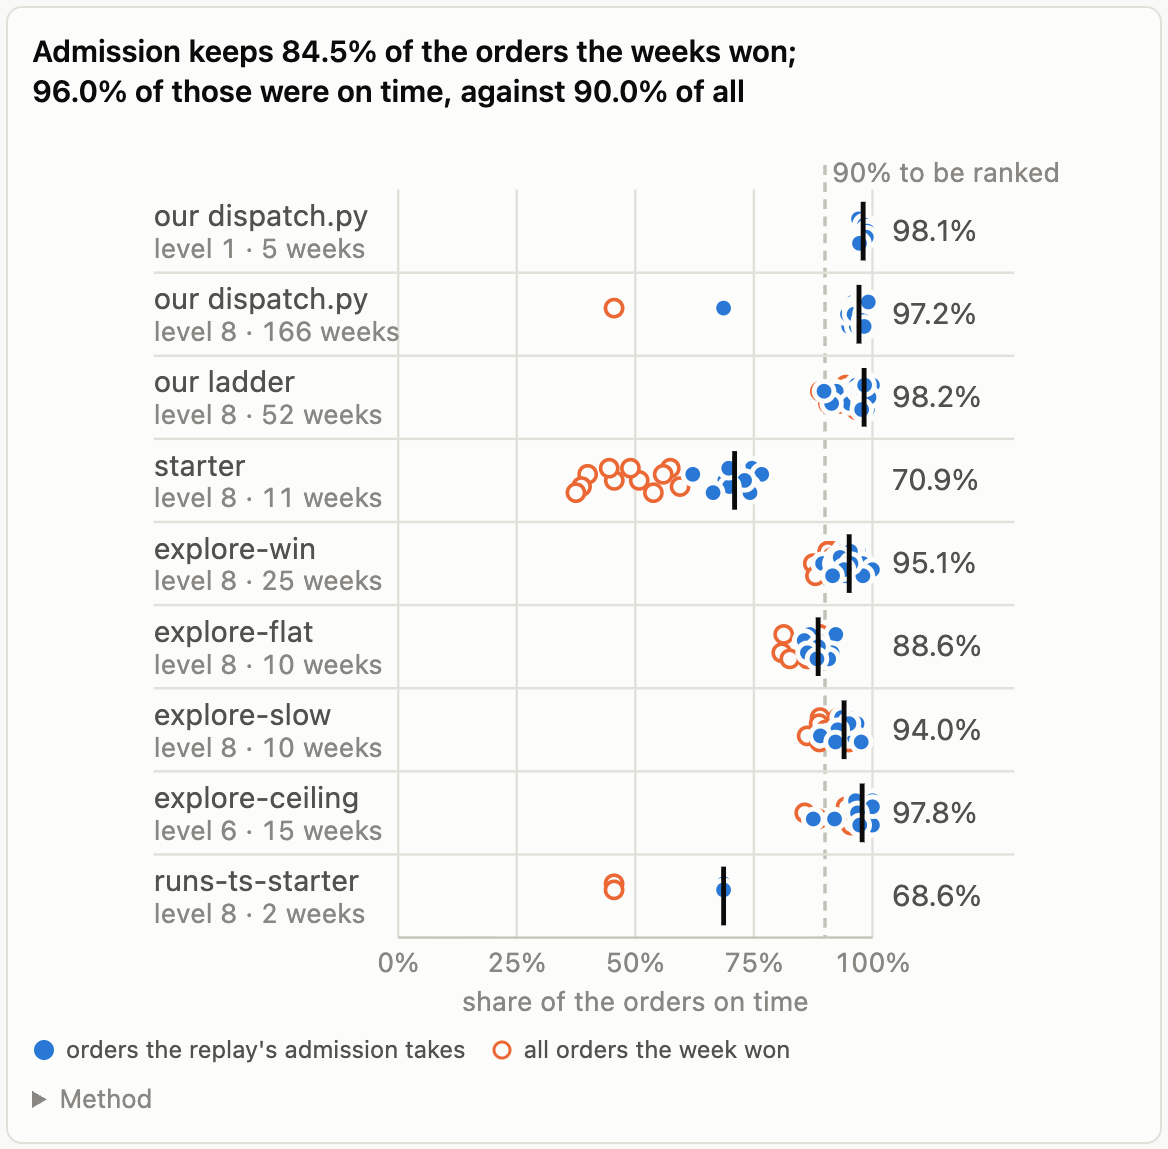 Admission keeps 84.5% of the orders the weeks won;
96.0% of those were on time, against 90.0% of all
90% to be ranked
our dispatch.py
level 1 · 5 weeks
98.1%
our dispatch.py
level 8 · 166 weeks
97.2%
our ladder
level 8 · 52 weeks
98.2%
starter
level 8 · 11 weeks
70.9%
explore-win
level 8 · 25 weeks
95.1%
explore-flat
level 8 · 10 weeks
88.6%
explore-slow
level 8 · 10 weeks
94.0%
explore-ceiling
level 6 · 15 weeks
97.8%
runs-ts-starter
level 8 · 2 weeks
68.6%
0% 25% 50% 75% 100%
share of the orders on time
orders the replay's admission takes all orders the week won
Method